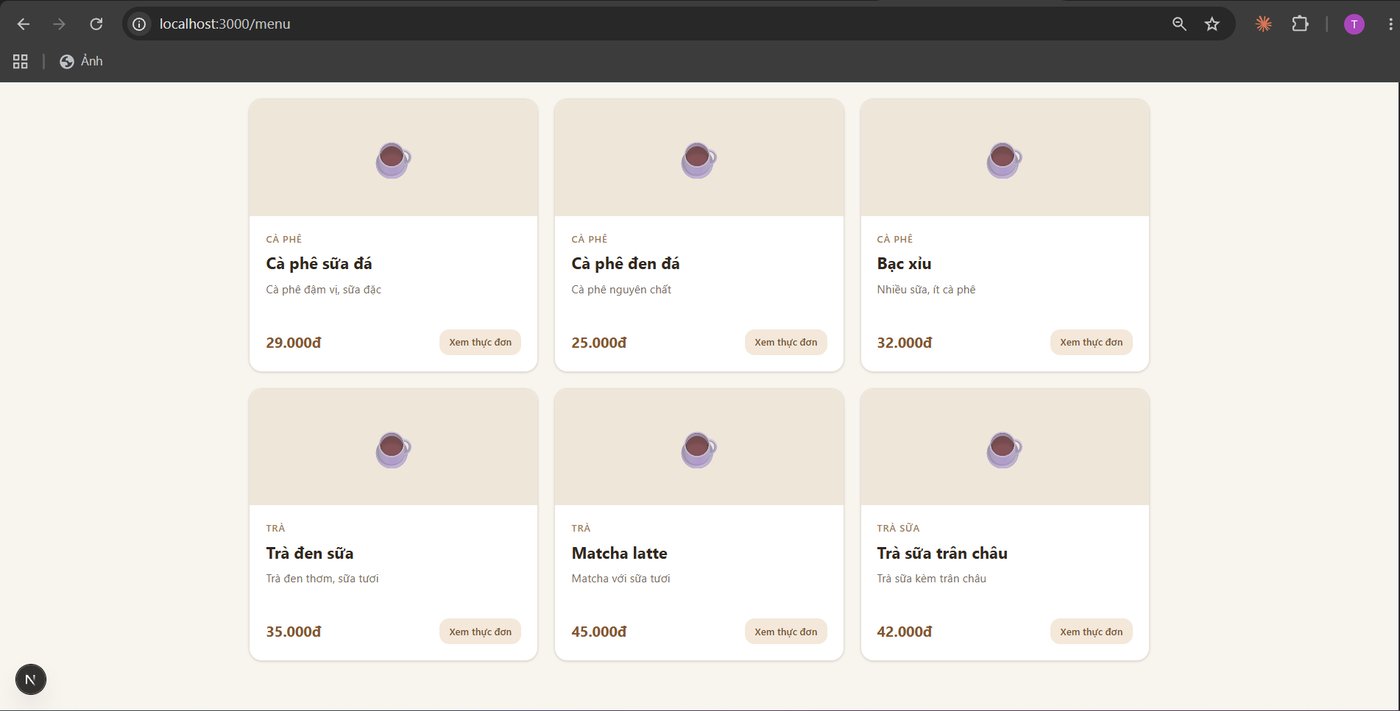 localhost:3000/menu
T
Ảnh
CÀ PHÊ
Cà phê sữa đá
Cà phê đậm vị, sữa đặc
29.000đ
Xem thực đơn
CÀ PHÊ
Cà phê đen đá
Cà phê nguyên chất
25.000đ
Xem thực đơn
CÀ PHÊ
Bạc xỉu
Nhiều sữa, ít cà phê
32.000đ
Xem thực đơn
TRÀ
Trà đen sữa
Trà đen thơm, sữa tươi
35.000đ
Xem thực đơn
TRÀ
Matcha latte
Matcha với sữa tươi
45.000đ
Xem thực đơn
TRÀ SỮA
Trà sữa trân châu
Trà sữa kèm trân châu
42.000đ
Xem thực đơn
N